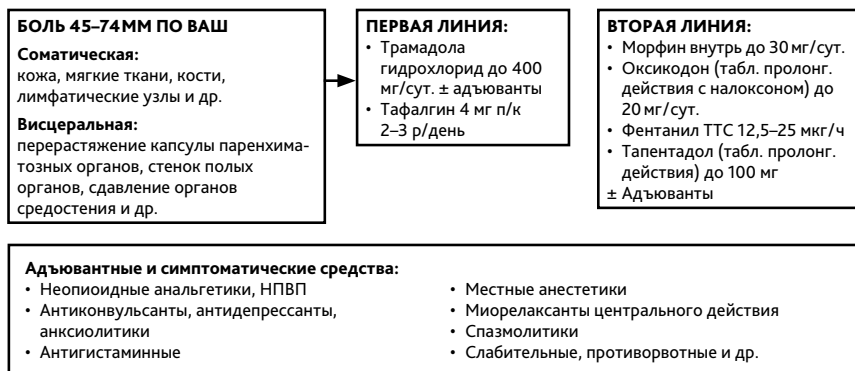 БОЛЬ 45–74 ММ ПО ВАШ
Соматическая:
кожа, мягкие ткани, кости,
лимфатические узлы и др.
Висцеральная:
перерастяжение капсулы паренхима-
тозных органов, стенок полых
органов, сдавление органов
средостения и др.
ПЕРВАЯ ЛИНИЯ:
• Трамадола
гидрохлорид до 400
мг/сут. ± адъюванты
• Тафалгин 4 мг п/к
2–3 р/день
ВТОРАЯ ЛИНИЯ:
• Морфин внутрь до 30 мг/сут.
• Оксикодон (табл. пролонг.
действия с налоксоном) до
20 мг/сут.
• Фентанил ТТС 12,5–25 мкг/ч
• Тапентадол (табл. пролонг.
действия) до 100 мг
± Адъюванты
Адъювантные и симптоматические средства:
• Неопиоидные анальгетики, НПВП
• Антиконвульсанты, антидепрессанты,
анксиолитики
• Антигистаминные
• Местные анестетики
• Миорелаксанты центрального действия
• Спазмолитики
• Слабительные, противорвотные и др.